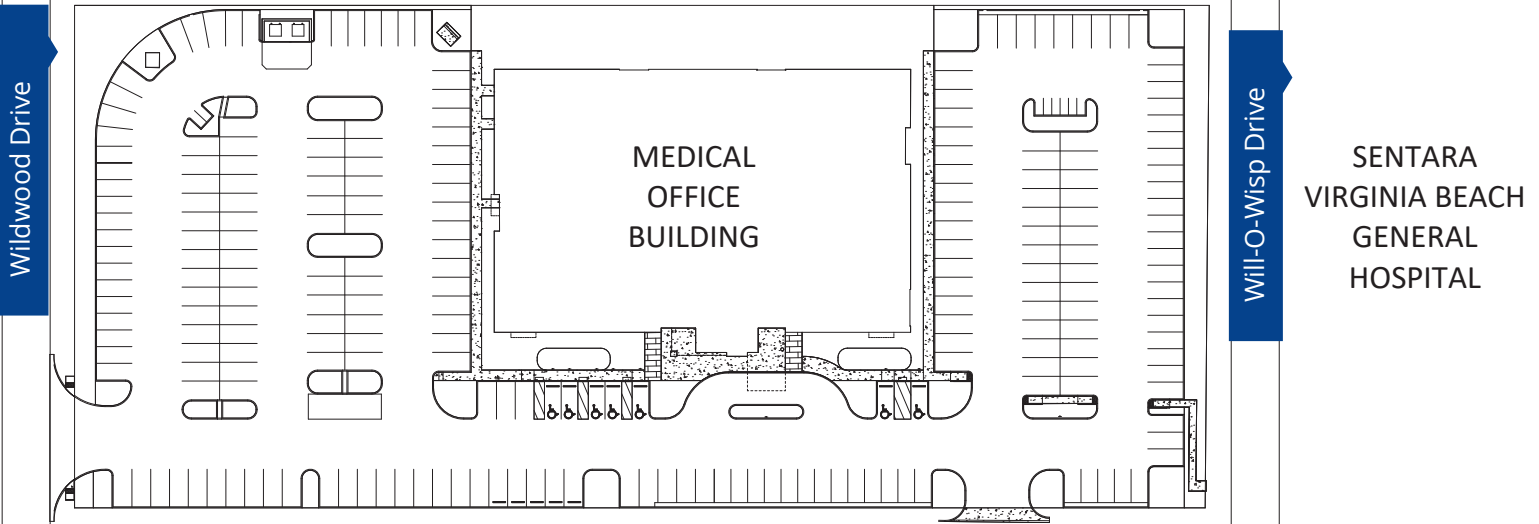 Wildwood Drive
MEDICAL
OFFICE
BUILDING
Will-O-Wisp Drive
SENTARA
VIRGINIA BEACH
GENERAL
HOSPITAL